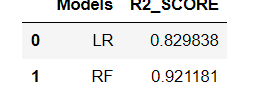 Models R2_SCORE
0 LR 0.829838
1 RF 0.921181